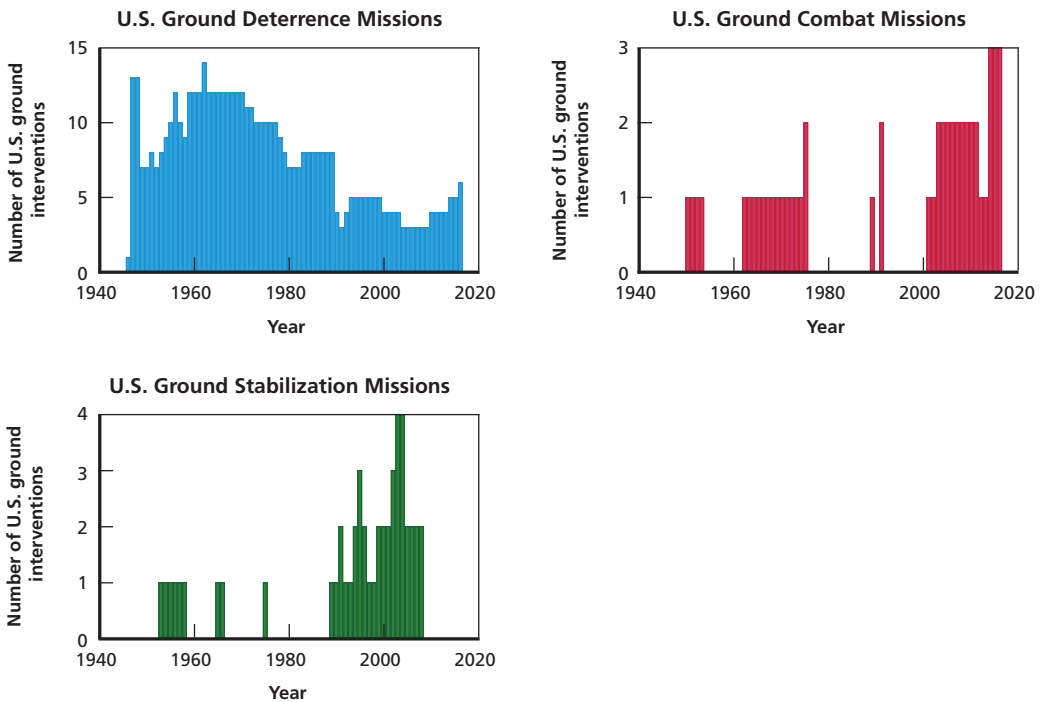 U.S. Ground Deterrence Missions
Number of U.S. ground
interventions
15
10
5
0
1940
1960
1980
2000
2020
Year
U.S. Ground Combat Missions
Number of U.S. ground
interventions
3
2
1
0
1940
1960
1980
2000
2020
Year
U.S. Ground Stabilization Missions
Number of U.S. ground
interventions
4
3
2
1
0
1940
1960
1980
2000
2020
Year